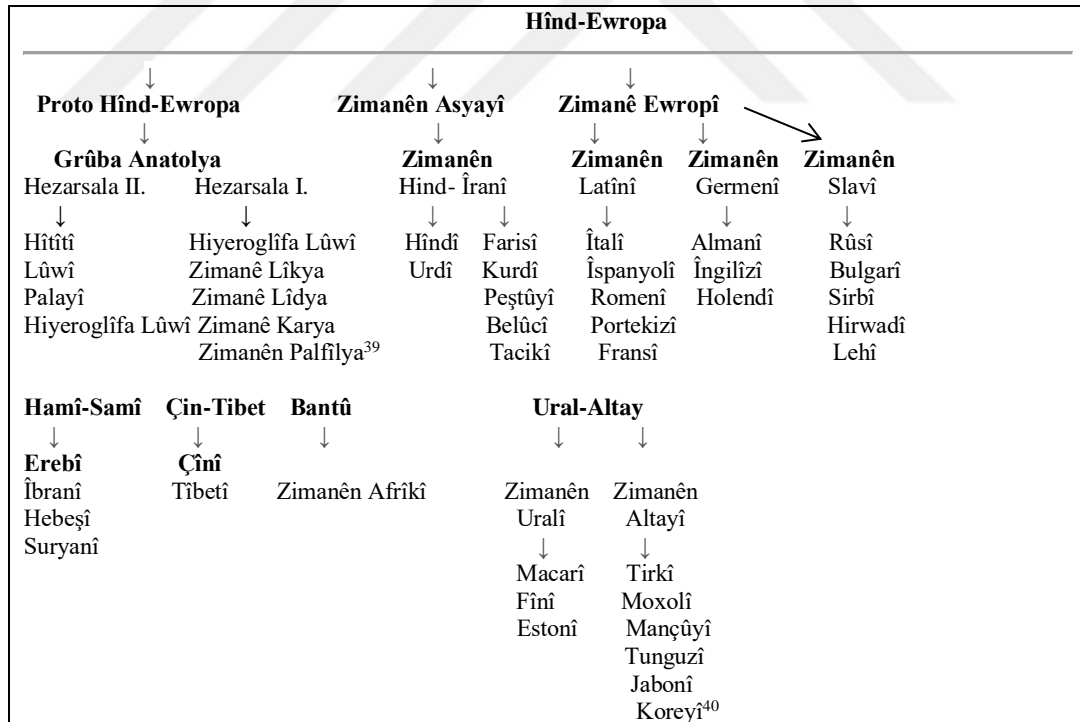 Hînd-Ewropa
↓ ↓ ↓
Proto Hînd-Ewropa Zimanên Asyayî Zimanê Ewropî
↓ ↓ ↓ ↓
Grûba Anatolya Zimanên Zimanên Zimanên Zimanên
Hezarsala II. Hezarsala I. Hind- Îranî Latînî Germenî Slavî
↓ ↓ ↓ ↓ ↓ ↓ ↓
Hîtîtî Hiyeroglîfa Lûwî Hîndî Farisî Îtalî Almanî Rûsî
Lûwî Zimanê Lîkya Urdî Kurdî Îspanyolî Îngilîzî Bulgarî
Palayî Zimanê Lîdya Peştûyî Romenî Holendî Sirbî
Hiyeroglîfa Lûwî Zimanê Karya Belûcî Portekizî Hirwadî
Zimanên Palfîlya39 Tacikî Fransî Lehî
Hamî-Samî Çin-Tibet Bantû Ural-Altay
↓ ↓ ↓ ↓ ↓
Erebî Çînî
Îbranî Tîbetî Zimanên Afrîkî Zimanên Zimanên
Hebeşî Uralî Altayî
Suryanî ↓ ↓
Macarî Tirkî
Fînî Moxolî
Estonî Mançûyî
Tunguzî
Jabonî
Koreyî40